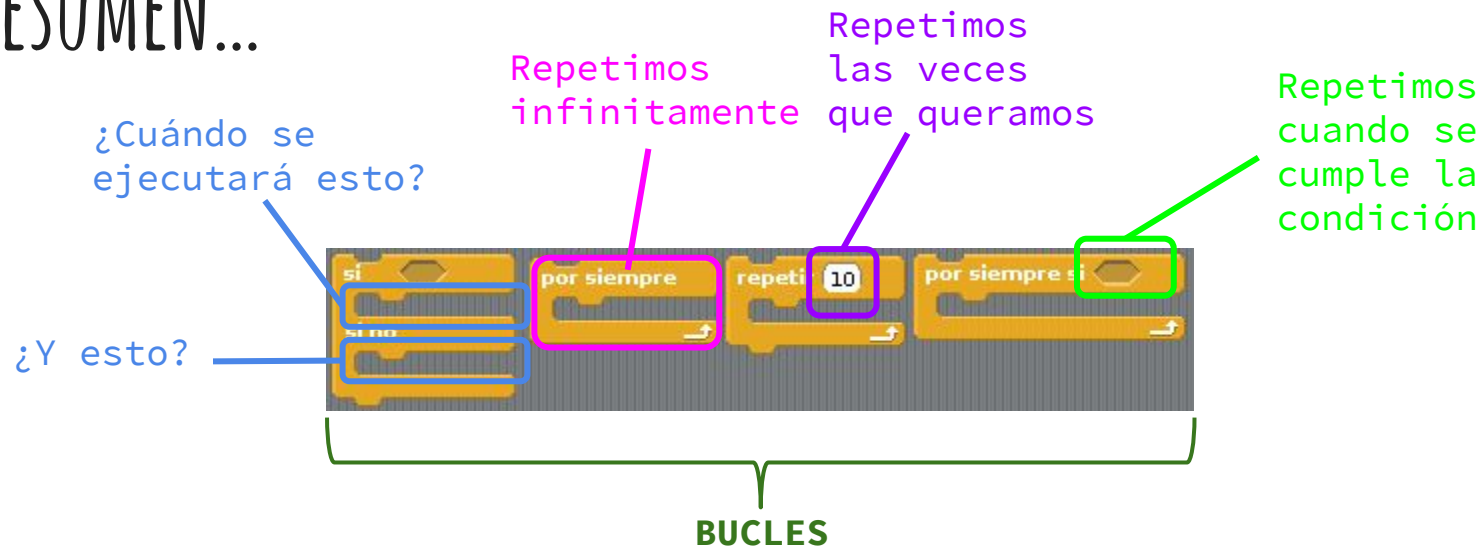 ESUMEN...
Repetimos
infinitamente
Repetimos
las veces
que queramos
Repetimos
cuando se
cumple la
condición
¿Cuándo se
ejecutará esto?
¿Y esto?
si
si no
por siempre
repetir 10
por siempre si
BUCLES